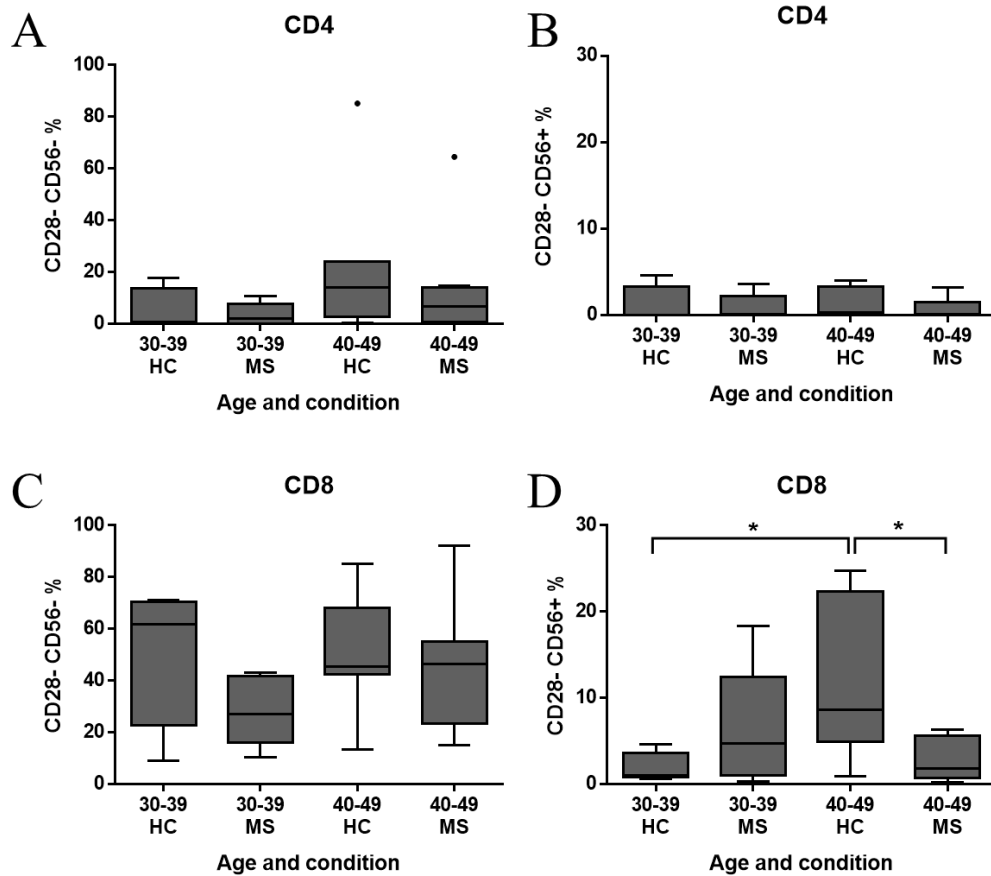 A
CD4
CD28- CD56- %
100
80
60
40
20
0
30-39
HC
30-39
MS
40-49
HC
40-49
MS
Age and condition
B
CD4
CD28- CD56+ %
30
20
10
0
30-39
HC
30-39
MS
40-49
HC
40-49
MS
Age and condition
C
CD8
CD28- CD56- %
100
80
60
40
20
0
30-39
HC
30-39
MS
40-49
HC
40-49
MS
Age and condition
D
CD8
CD28- CD56+ %
30
20
10
0
*
*
30-39
HC
30-39
MS
40-49
HC
40-49
MS
Age and condition